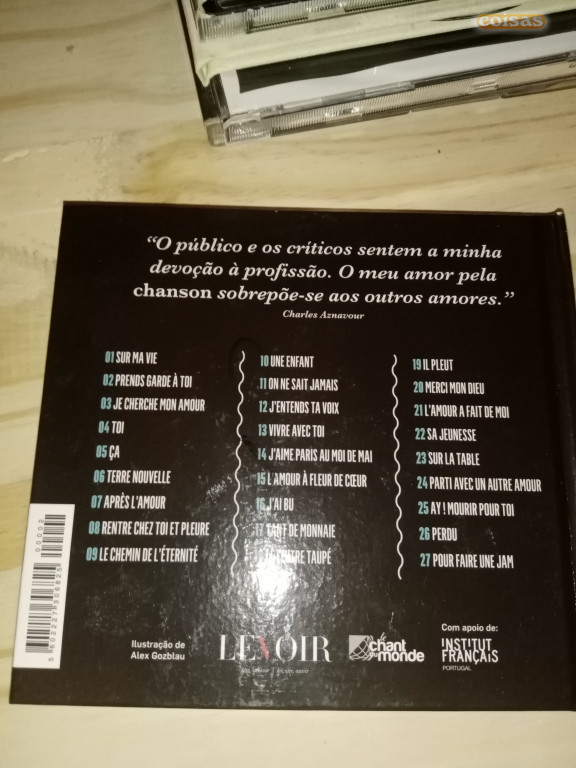 coisas
“O público e os críticos sentem a minha
devoção à profissão. O meu amor pela
chanson sobrepõe-se aos outros amores.”
Charles Aznavour
01 SUR MA VIE
02 PRENDS GARDE À TOI
03 JE CHERCHE MON AMOUR
04 TOI
05 ÇA
06 TERRE NOUVELLE
07 APRÈS L'AMOUR
08 RENTRE CHEZ TOI ET PLEURE
09 LE CHEMIN DE L'ÉTERNITÉ
10 UNE ENFANT
11 ON NE SAIT JAMAIS
12 J'ENTENDS TA VOIX
13 VIVRE AVEC TOI
14 J'AIME PARIS AU MOI DE MAI
15 L'AMOUR À FLEUR DE CŒUR
16 J'AI BU
17 TANT DE MONNAIE
FEUTRE TAUPÉ
19 IL PLEUT
20 MERCI MON DIEU
21 L'AMOUR A FAIT DE MOI
22 SA JEUNESSE
23 SUR LA TABLE
24 PARTI AVEC UN AUTRE AMOUR
25 AY ! MOURIR POUR TOI
26 PERDU
27 POUR FAIRE UNE JAM
00002
Ilustração de
Alex Gozblau
LEVOIR
le
chant
du monde
Com apoio de:
INSTITUT
FRANÇAIS
PORTUGAL